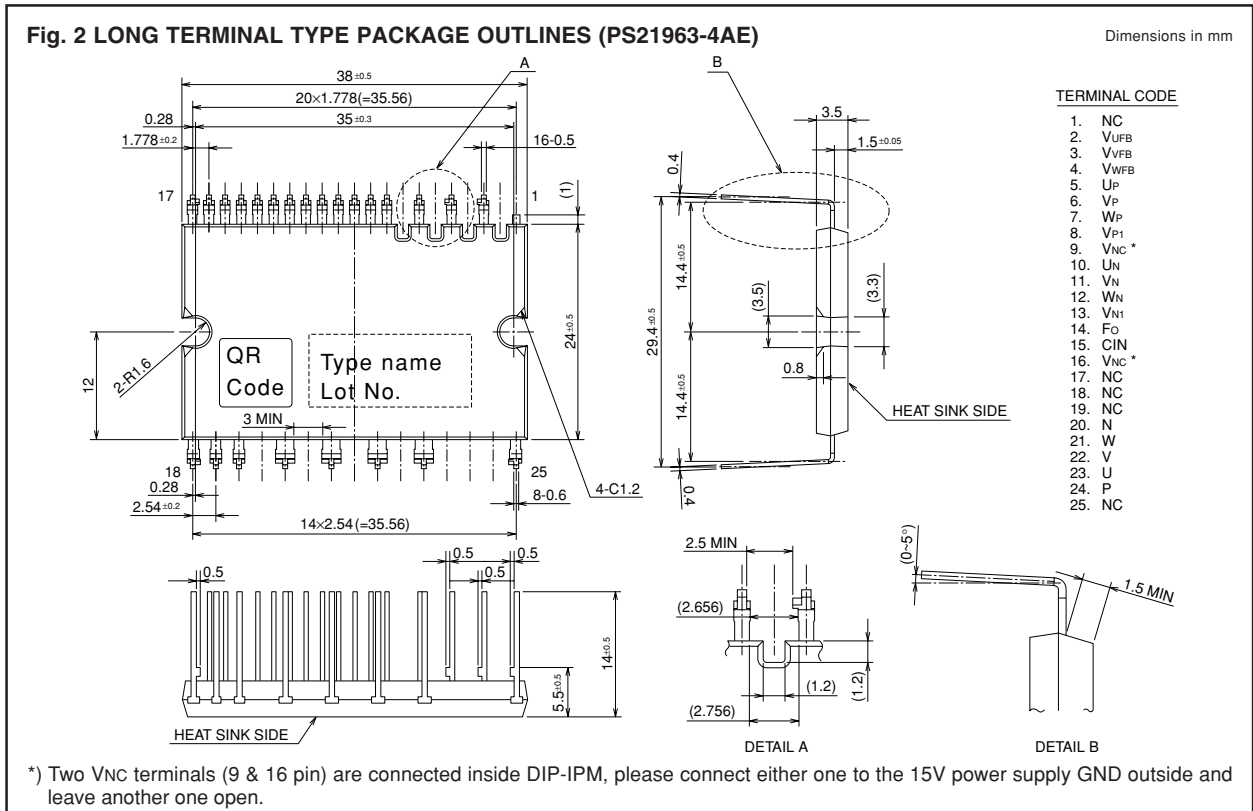 Fig. 2 LONG TERMINAL TYPE PACKAGE OUTLINES (PS21963-4AE)
Dimensions in mm
A
38±0.5
20×1.778(=35.56)
0.28
35±0.3
1.778±0.2
16-0.5
17
1
(1)
QR
Code
Type name
Lot No.
2-R1.6
12
24±0.5
3 MIN
18
25
0.28
2.54±0.2
8-0.6
4-C1.2
14×2.54(=35.56)
B
3.5
1.5±0.05
0.4
14.4±0.5
29.4±0.5
14.4±0.5
(3.5)
(3.3)
0.8
HEAT SINK SIDE
0.4
TERMINAL CODE
1. NC
2. VUFB
3. VVFB
4. VWFB
5. UP
6. VP
7. WP
8. VP1
9. VNC *
10. UN
11. VN
12. WN
13. VN1
14. FO
15. CIN
16. VNC *
17. NC
18. NC
19. NC
20. N
21. W
22. V
23. U
24. P
25. NC
0.5
0.5
0.5
0.5
14±0.5
5.5±0.5
HEAT SINK SIDE
2.5 MIN
(2.656)
(1.2)
(1.2)
(2.756)
DETAIL A
(0~5°)
1.5 MIN
DETAIL B
*) Two VNC terminals (9 & 16 pin) are connected inside DIP-IPM, please connect either one to the 15V power supply GND outside and
leave another one open.